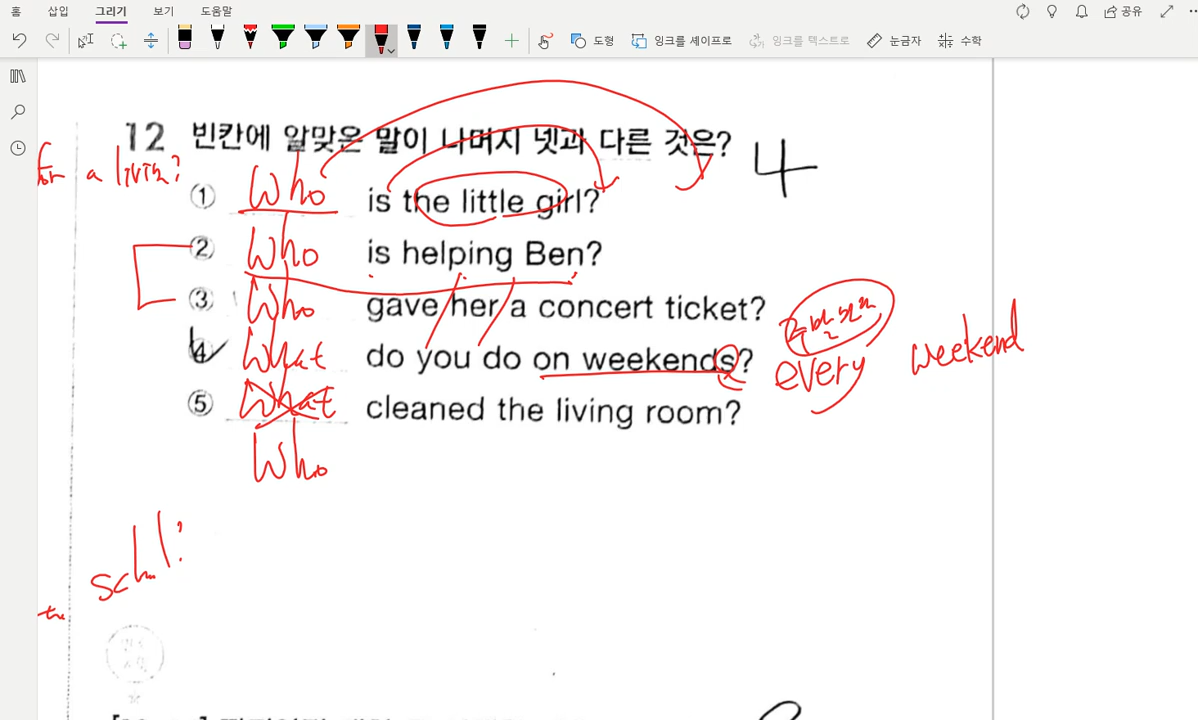 홈 삽입 그리기 보기 도움말
공유
도형 잉크를 셰이프로 잉크를 텍스트로 눈금자 수학
12 빈칸에 알맞은 말이 나머지 넷과 다른 것은? 4
for a living?
① Who is the little girl?
② Who is helping Ben?
③ Who gave her a concert ticket?
④ What do you do on weekends? every weekend
⑤ What cleaned the living room?
Who
the